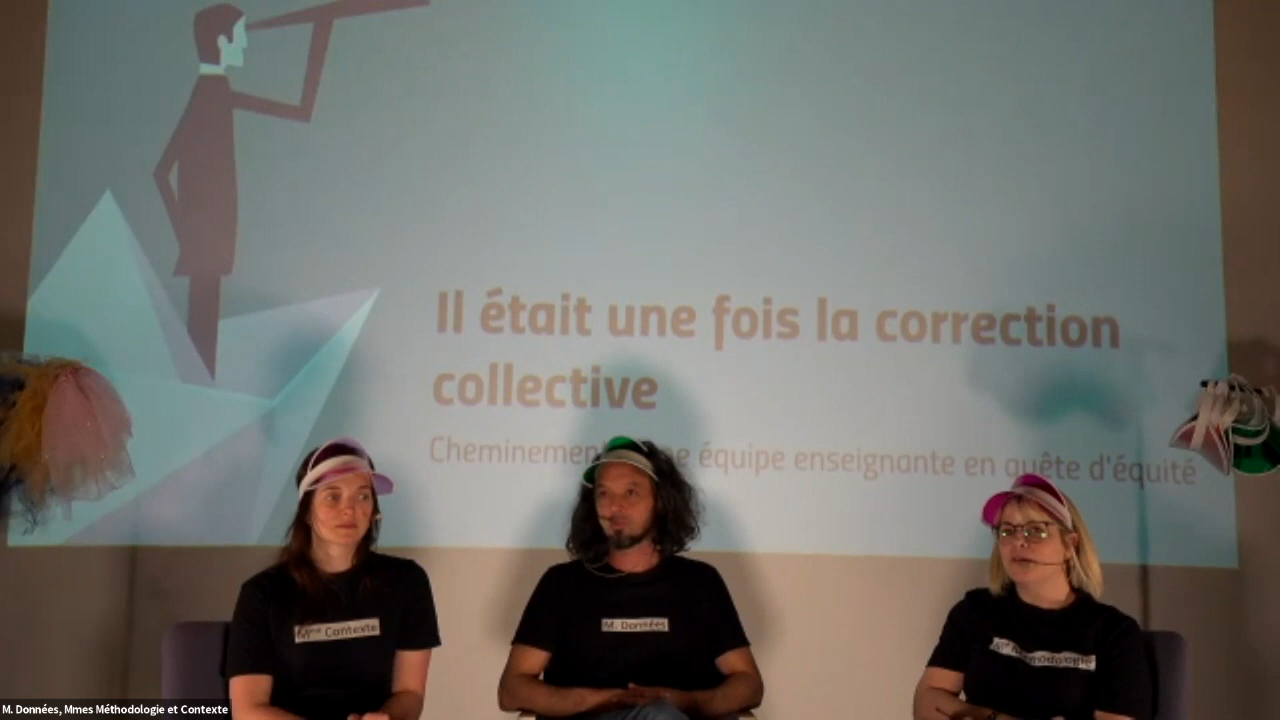 Il était une fois la correction
collective
Cheminement équipe enseignante en quête d'équité
Mme Contexte
M. Données
M. Données, Mmes Méthodologie et Contexte